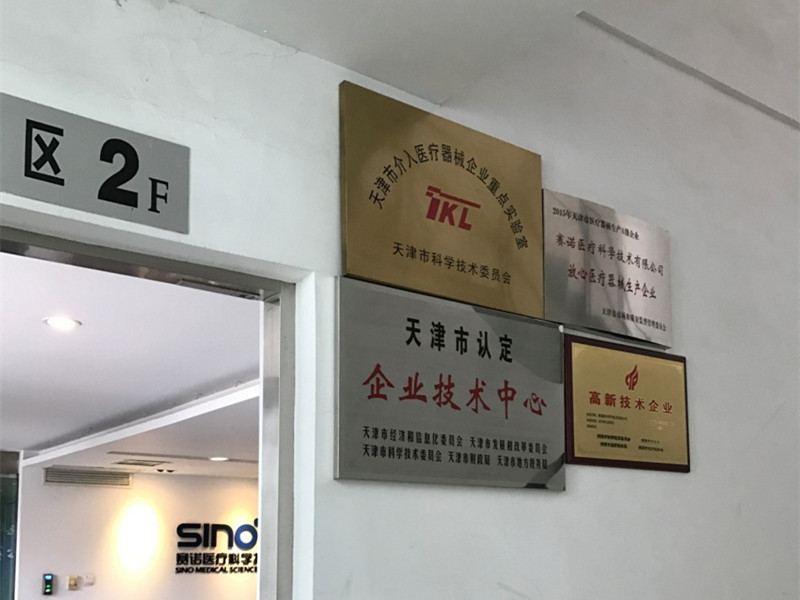 区 2F
天津市介入医疗器械企业重点实验室
TKL
天津市科学技术委员会
2015年天津市医疗器械生产A级企业
赛诺医疗科学技术有限公司
放心医疗器械生产企业
天津市认定
企业技术中心
天津市经济和信息化委员会 天津市发展和改革委员会
天津市科学技术委员会 天津市财政局 天津市地方税务局
高新技术企业
SINO
赛诺医疗科学技
SINO MEDICAL SCIENCE